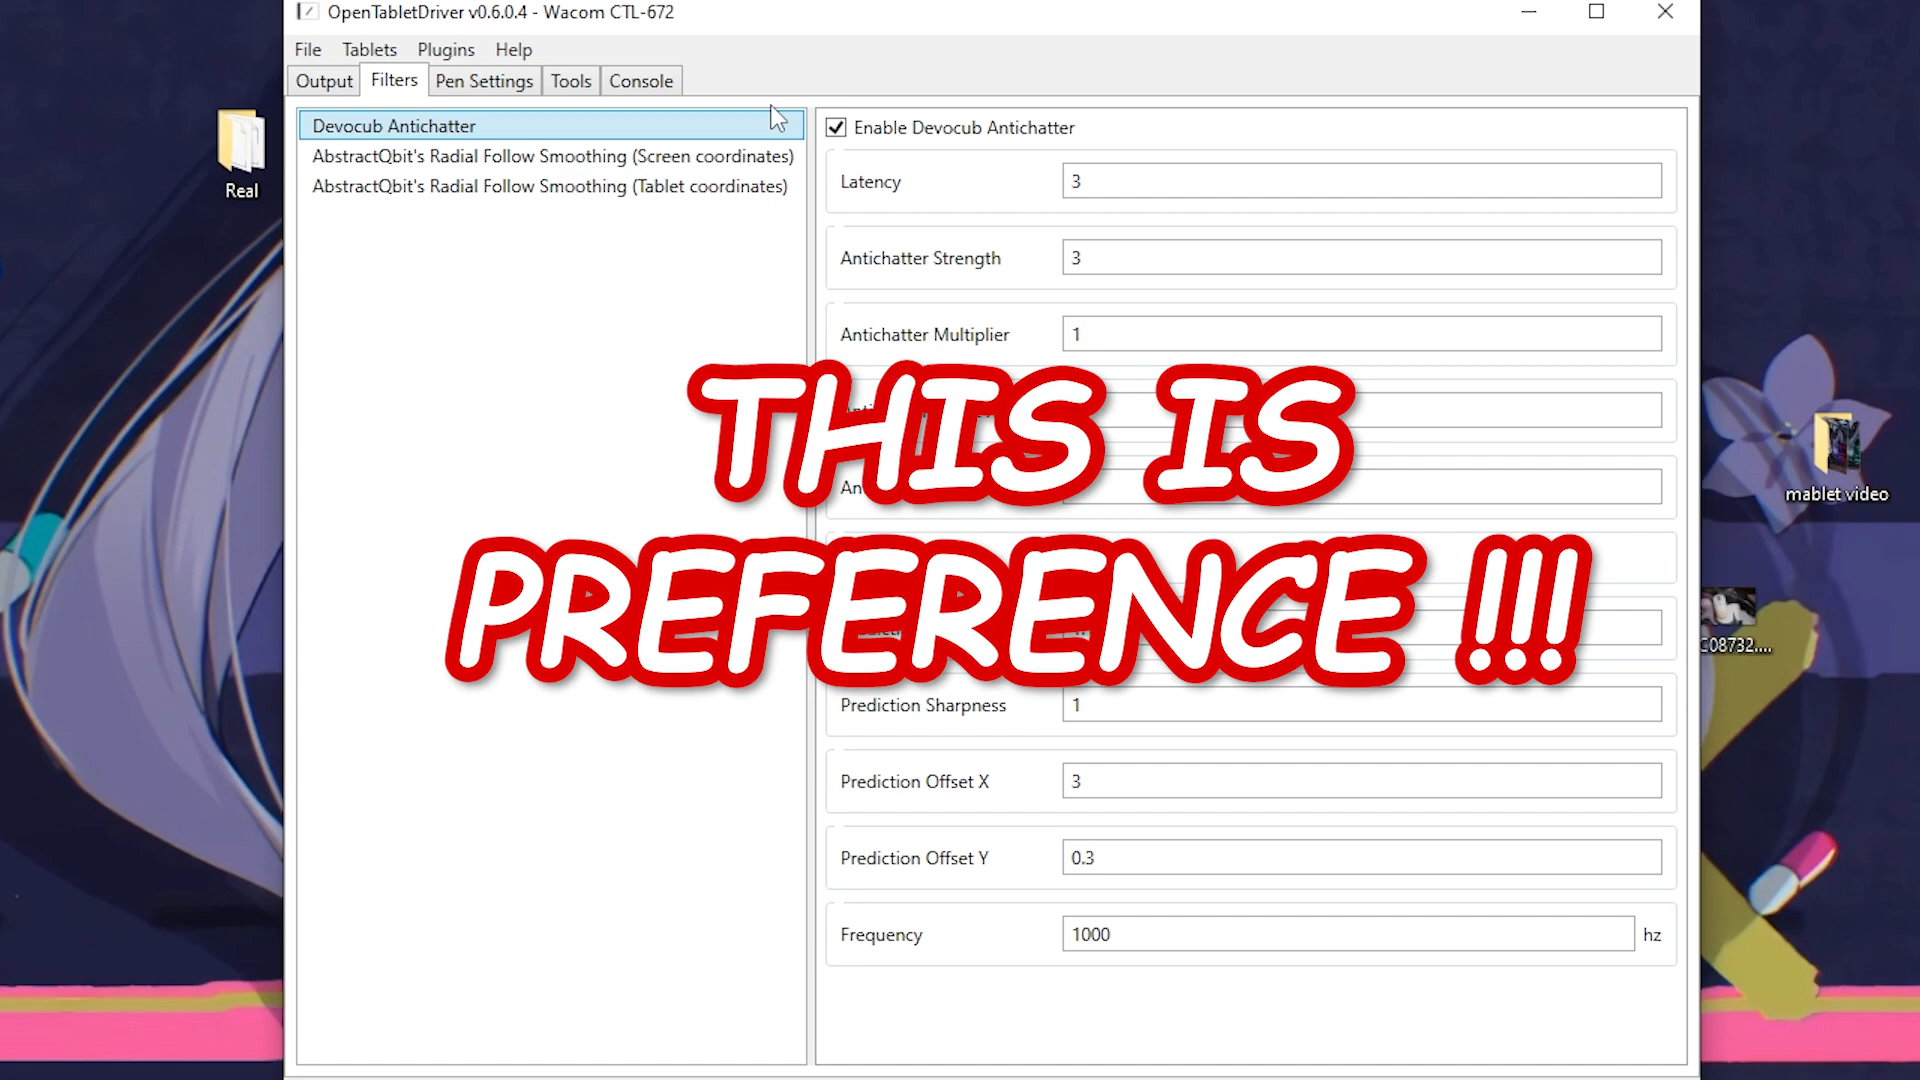 OpenTabletDriver v0.6.0.4 - Wacom CTL-672
File Tablets Plugins Help
Output Filters Pen Settings Tools Console
Devocub Antichatter
AbstractQbit's Radial Follow Smoothing (Screen coordinates)
AbstractQbit's Radial Follow Smoothing (Tablet coordinates)
Enable Devocub Antichatter
Latency 3
Antichatter Strength 3
Antichatter Multiplier 1
THIS IS
PREFERENCE !!!
Prediction Sharpness 1
Prediction Offset X 3
Prediction Offset Y 0.3
Frequency 1000 hz
Real
mablet video
C08732....